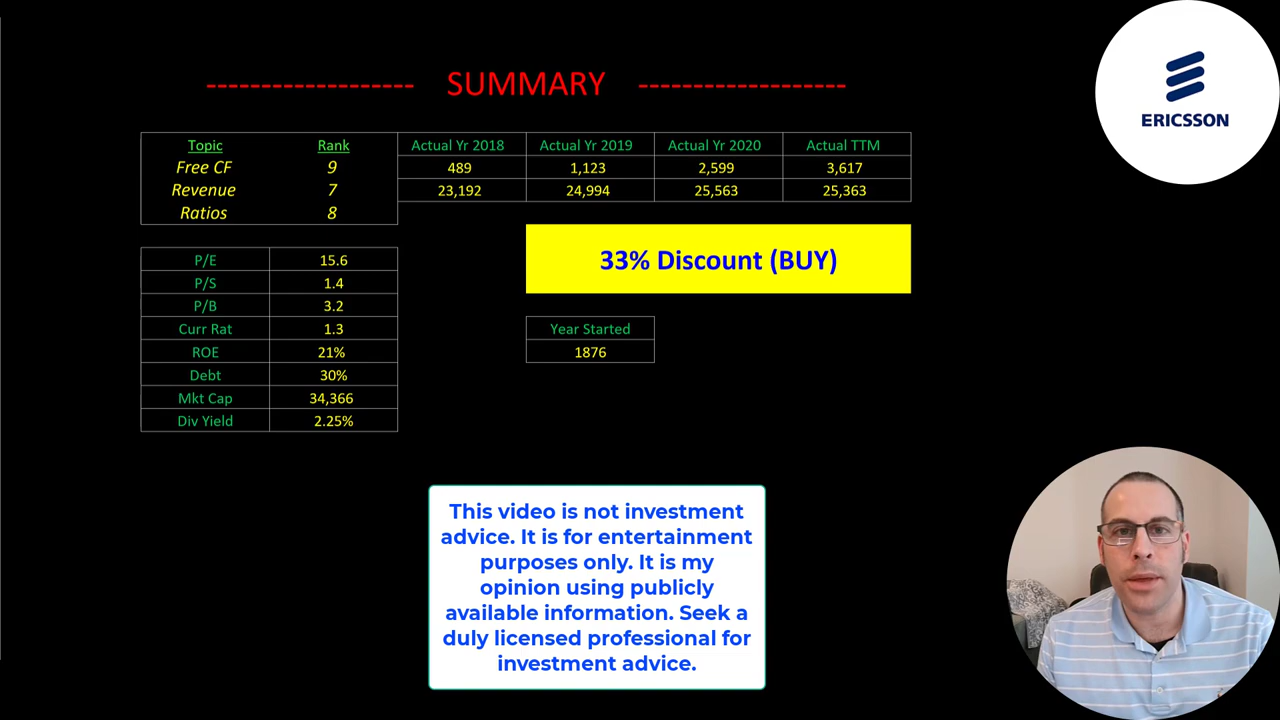 ------------------- SUMMARY -------------------
ERICSSON
Topic Rank Actual Yr 2018 Actual Yr 2019 Actual Yr 2020 Actual TTM
Free CF 9 489 1,123 2,599 3,617
Revenue 7 23,192 24,994 25,563 25,363
Ratios 8
33% Discount (BUY)
P/E 15.6
P/S 1.4
P/B 3.2
Curr Rat 1.3
ROE 21%
Debt 30%
Mkt Cap 34,366
Div Yield 2.25%
Year Started
1876
This video is not investment
advice. It is for entertainment
purposes only. It is my
opinion using publicly
available information. Seek a
duly licensed professional for
investment advice.